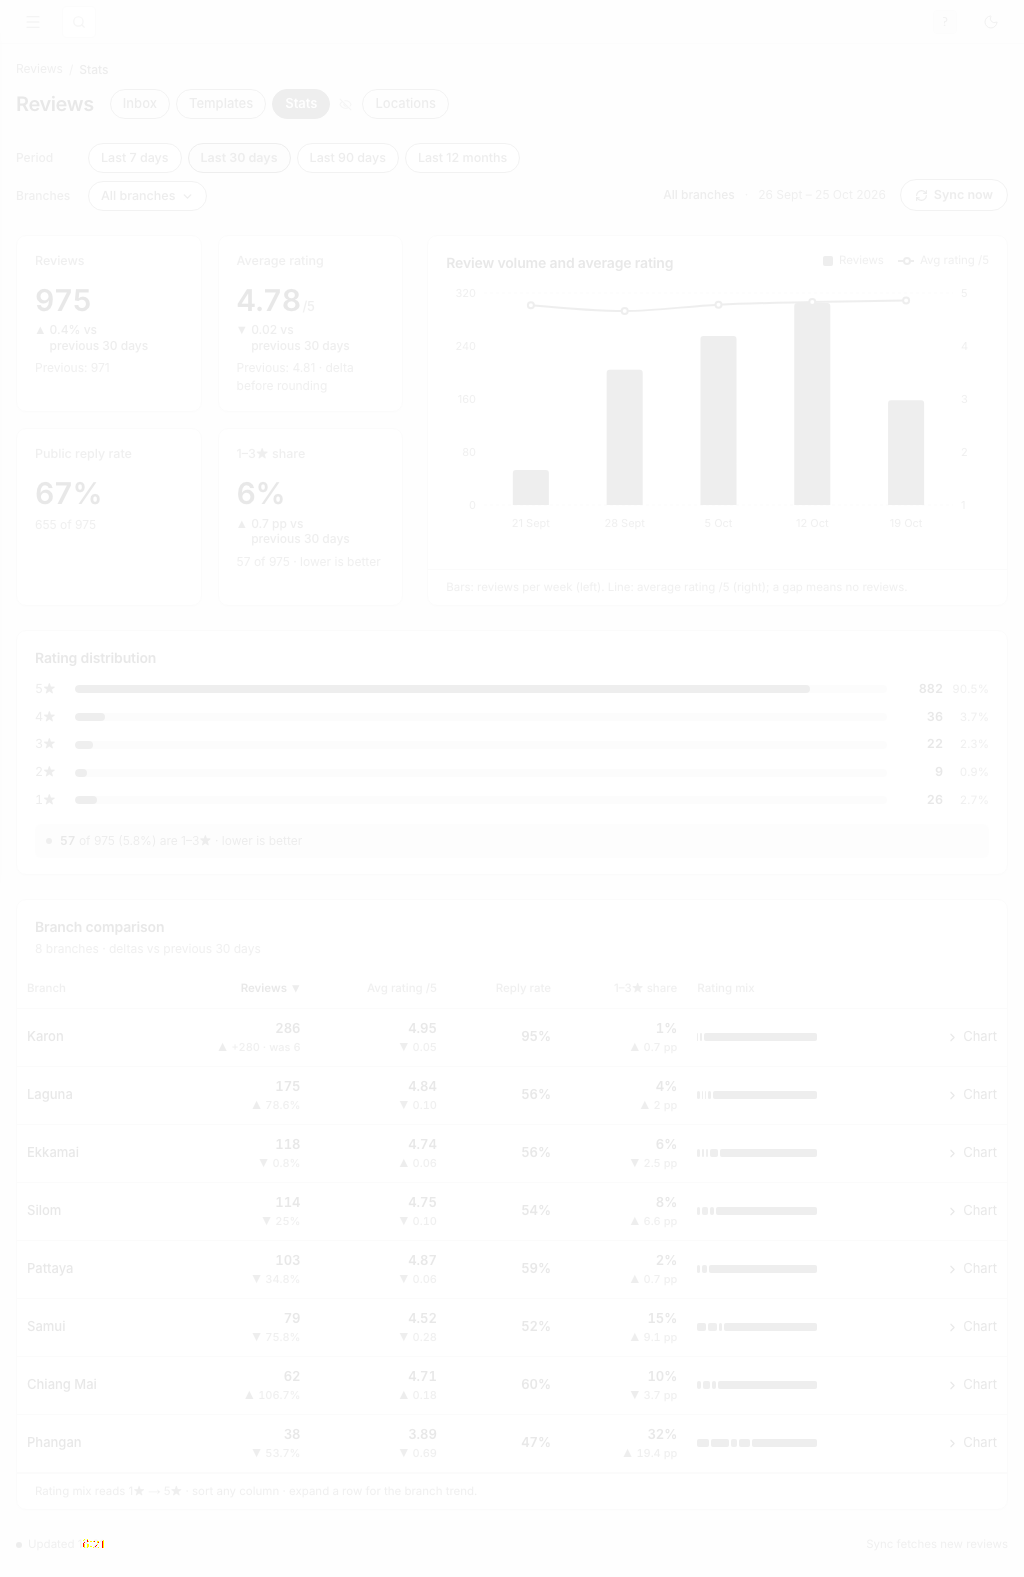 ?
Reviews / Stats
Reviews Inbox Templates Stats Locations
Period Last 7 days Last 30 days Last 90 days Last 12 months
Branches All branches All branches · 26 Sept – 25 Oct 2026 Sync now
Reviews
975
▲ 0.4% vs
previous 30 days
Previous: 971
Average rating
4.78 /5
▼ 0.02 vs
previous 30 days
Previous: 4.81 · delta
before rounding
Public reply rate
67%
655 of 975
1–3★ share
6%
▲ 0.7 pp vs
previous 30 days
57 of 975 · lower is better
Review volume and average rating Reviews Avg rating /5
320 5
240 4
160 3
80 2
0 1
21 Sept 28 Sept 5 Oct 12 Oct 19 Oct
Bars: reviews per week (left). Line: average rating /5 (right); a gap means no reviews.
Rating distribution
5★ 882 90.5%
4★ 36 3.7%
3★ 22 2.3%
2★ 9 0.9%
1★ 26 2.7%
57 of 975 (5.8%) are 1–3★ · lower is better
Branch comparison
8 branches · deltas vs previous 30 days
Branch Reviews ▼ Avg rating /5 Reply rate 1–3★ share Rating mix
Karon 286 4.95 95% 1% Chart
▲ +280 · was 6 ▼ 0.05 ▲ 0.7 pp
Laguna 175 4.84 56% 4% Chart
▲ 78.6% ▼ 0.10 ▲ 2 pp
Ekkamai 118 4.74 56% 6% Chart
▼ 0.8% ▲ 0.06 ▼ 2.5 pp
Silom 114 4.75 54% 8% Chart
▼ 25% ▼ 0.10 ▲ 6.6 pp
Pattaya 103 4.87 59% 2% Chart
▼ 34.8% ▼ 0.06 ▲ 0.7 pp
Samui 79 4.52 52% 15% Chart
▼ 75.8% ▼ 0.28 ▲ 9.1 pp
Chiang Mai 62 4.71 60% 10% Chart
▲ 106.7% ▲ 0.18 ▼ 3.7 pp
Phangan 38 3.89 47% 32% Chart
▼ 53.7% ▼ 0.69 ▲ 19.4 pp
Rating mix reads 1★ → 5★ · sort any column · expand a row for the branch trend.
Updated
Sync fetches new reviews